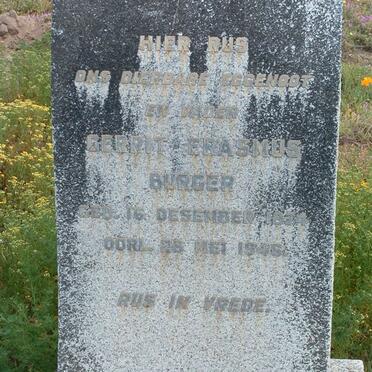 HIER RUS
ONS DIERBARE EGGENOOT
EN VADER
GERRIT ERASMUS
BURGER
GEB. 16 DESEMBER
OORL. 28 MEI 1946.
RUS IN VREDE.